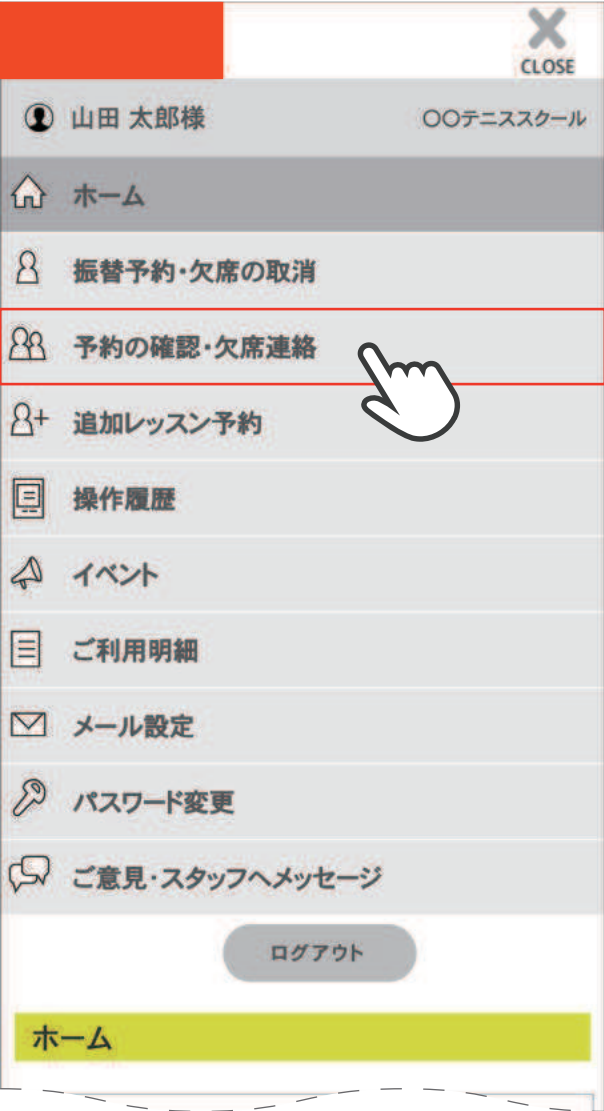 CLOSE
山田 太郎様 〇〇テニススクール
ホーム
振替予約・欠席の取消
予約の確認・欠席連絡
追加レッスン予約
操作履歴
イベント
ご利用明細
メール設定
パスワード変更
ご意見・スタッフへメッセージ
ログアウト
ホーム